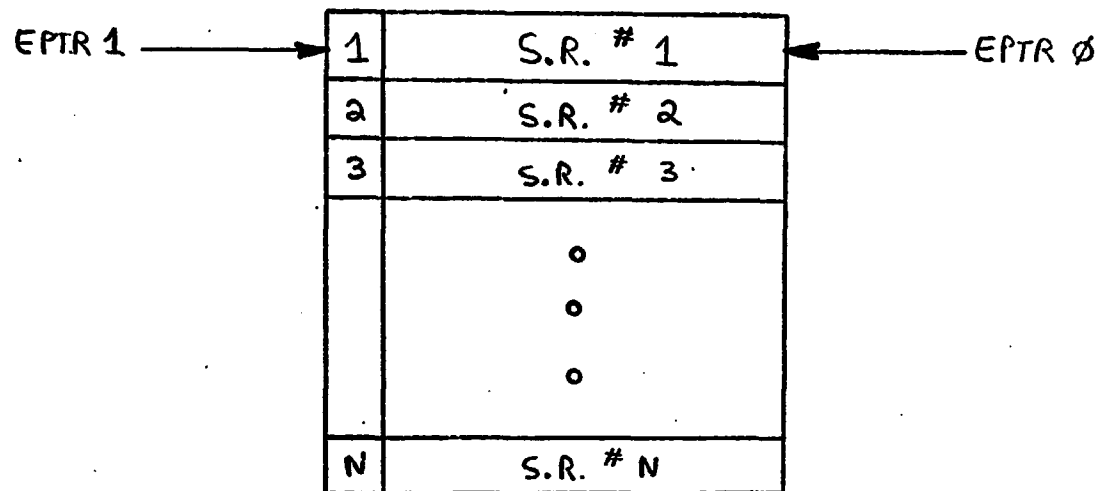 EPTR 1 1 S.R. # 1 EPTR Ø
2 S.R. # 2
3 S.R. # 3
N S.R. # N